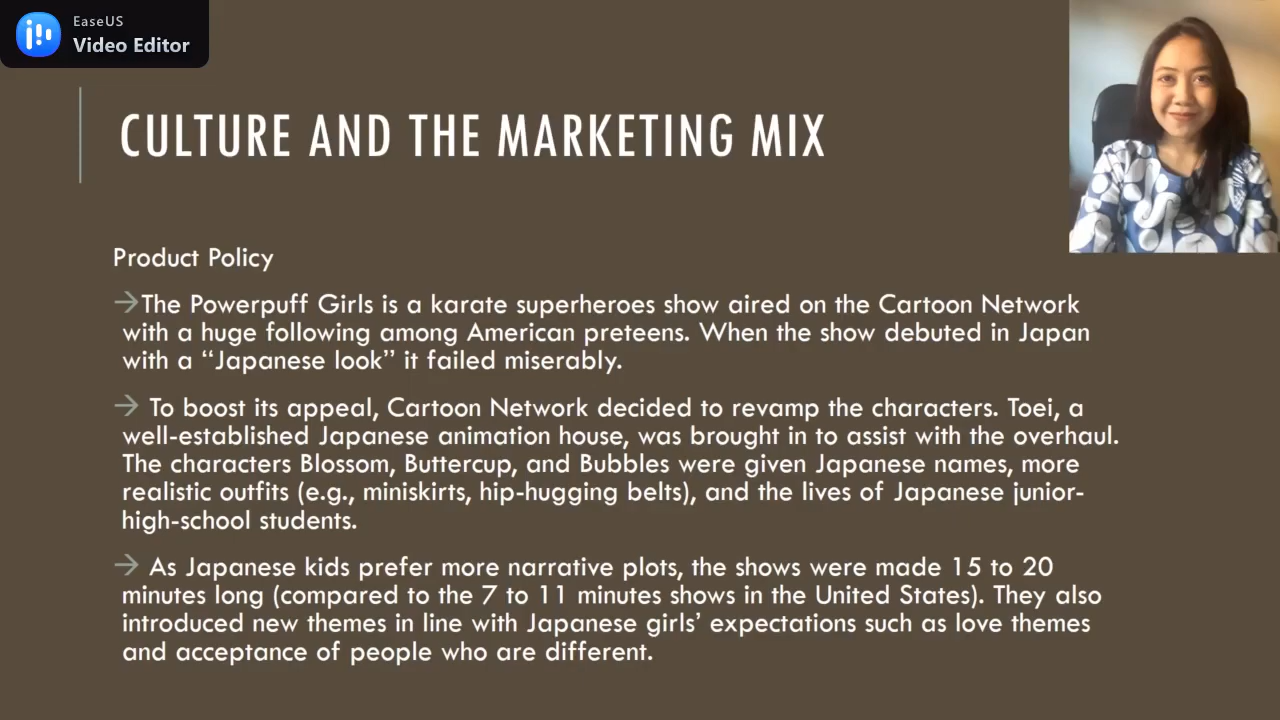 EaseUS
Video Editor
CULTURE AND THE MARKETING MIX
Product Policy
→The Powerpuff Girls is a karate superheroes show aired on the Cartoon Network
with a huge following among American preteens. When the show debuted in Japan
with a “Japanese look” it failed miserably.
→ To boost its appeal, Cartoon Network decided to revamp the characters. Toei, a
well-established Japanese animation house, was brought in to assist with the overhaul.
The characters Blossom, Buttercup, and Bubbles were given Japanese names, more
realistic outfits (e.g., miniskirts, hip-hugging belts), and the lives of Japanese junior-
high-school students.
→ As Japanese kids prefer more narrative plots, the shows were made 15 to 20
minutes long (compared to the 7 to 11 minutes shows in the United States). They also
introduced new themes in line with Japanese girls’ expectations such as love themes
and acceptance of people who are different.